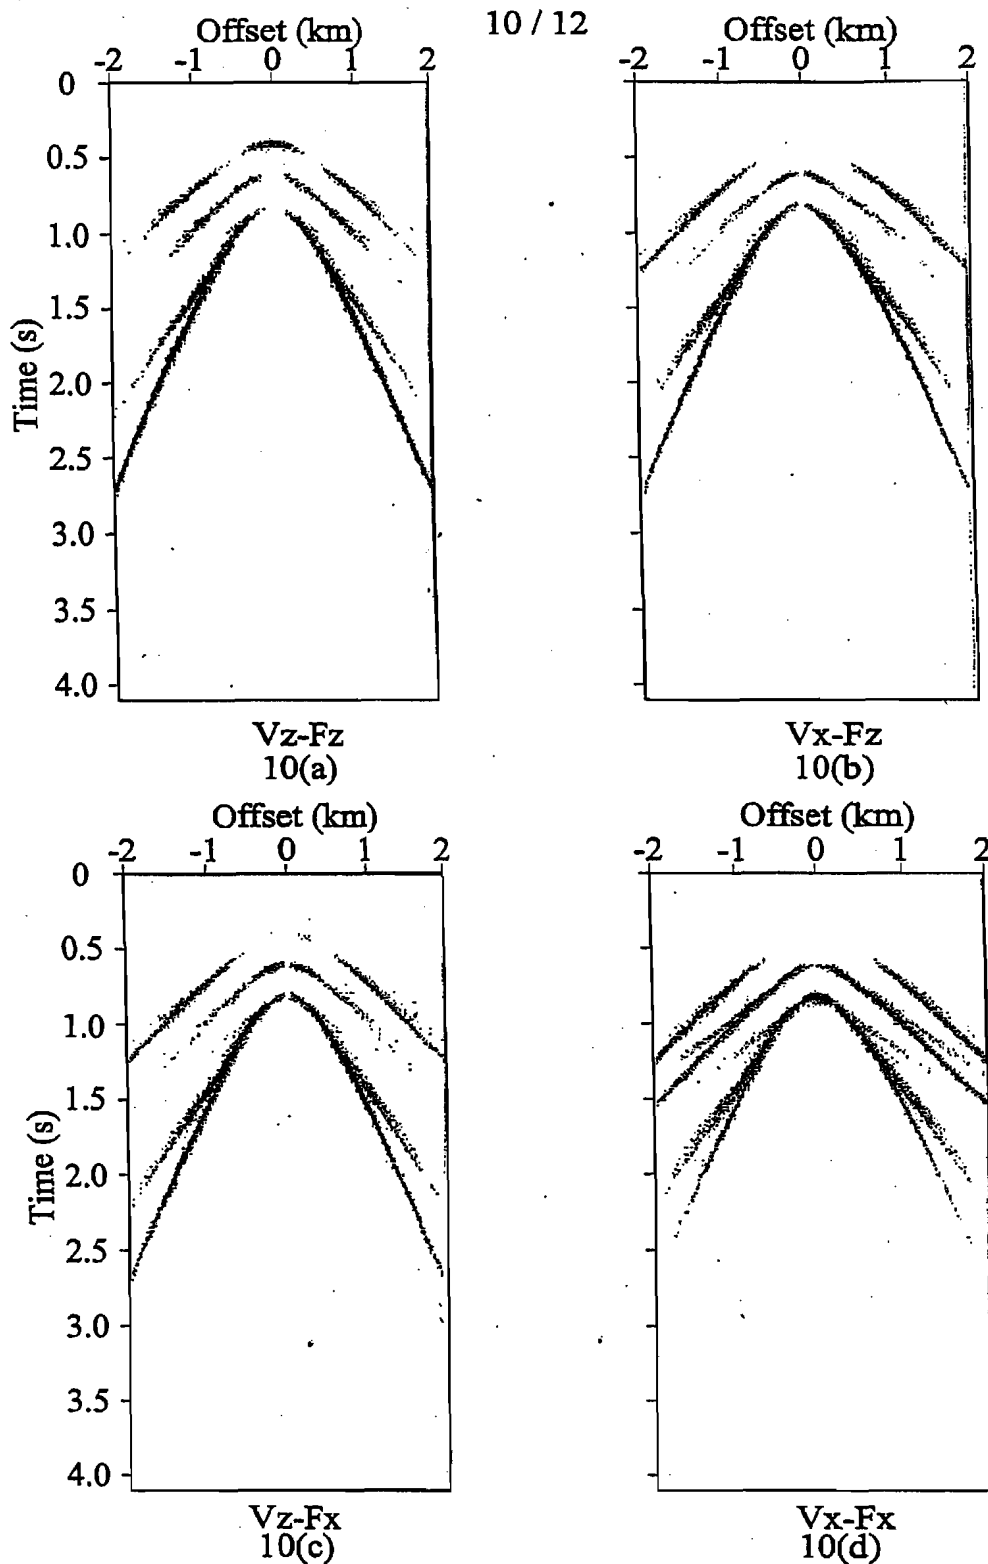 10 / 12
Offset (km)
-2 -1 0 1 2
0
0.5
1.0
1.5
2.0
2.5
3.0
3.5
4.0
Time (s)
Vz-Fz
10(a)
Offset (km)
-2 -1 0 1 2
Vx-Fz
10(b)
Offset (km)
-2 -1 0 1 2
0
0.5
1.0
1.5
2.0
2.5
3.0
3.5
4.0
Time (s)
Vz-Fx
10(c)
Offset (km)
-2 -1 0 1 2
Vx-Fx
10(d)